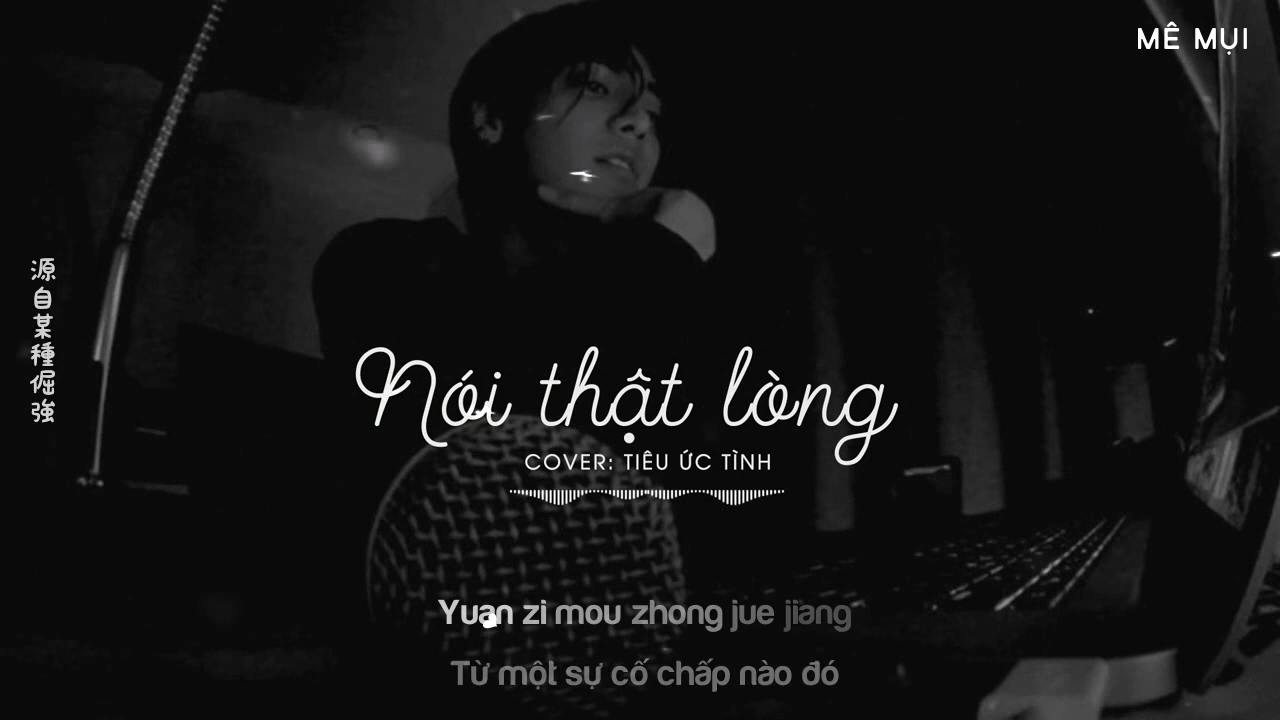 MÊ MỤI
源自某種倔強
Nói thật lòng
COVER: TIÊU ỨC TÌNH
Yuan zi mou zhong jue jiang
Từ một sự cố chấp nào đó